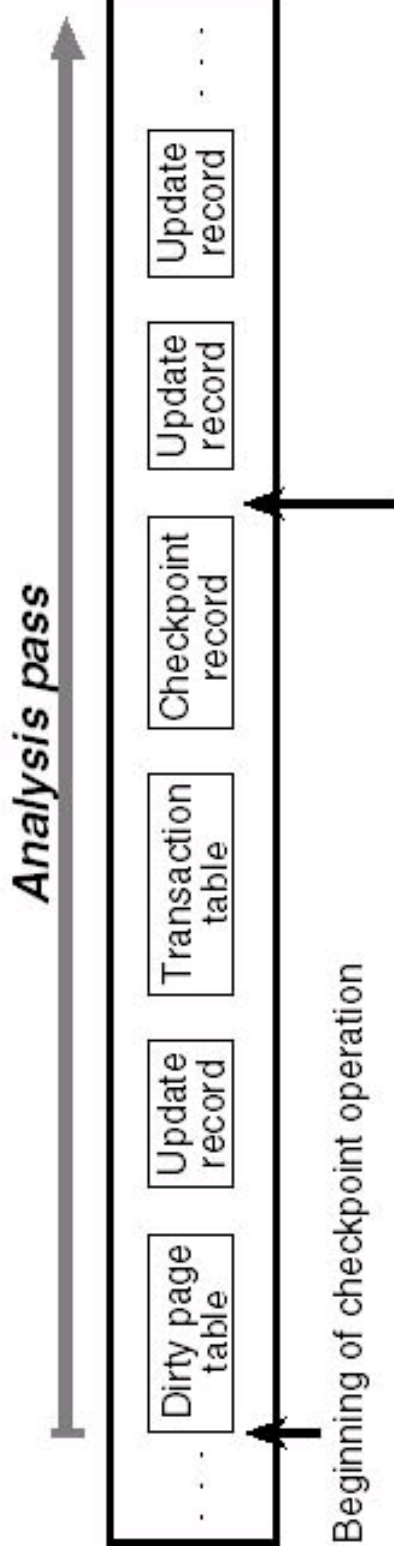 Analysis pass
. . .
Dirty page
table
Update
record
Transaction
table
Checkpoint
record
Update
record
Update
record
. . .
Beginning of checkpoint operation